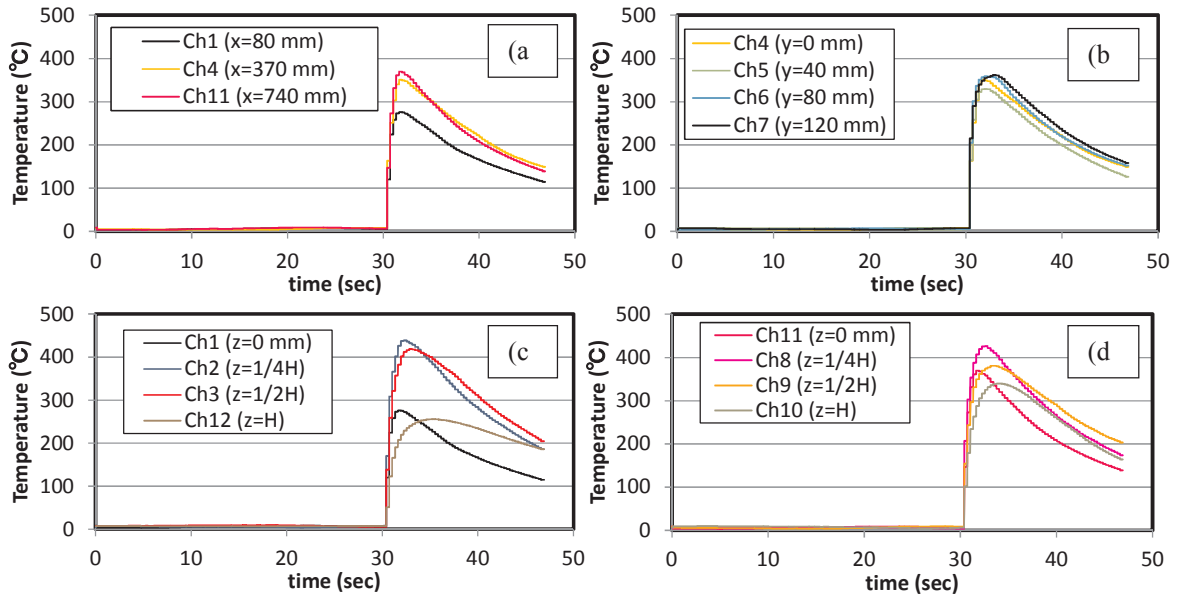 500
400
300
200
100
0
Temperature (℃)
Ch1 (x=80 mm)
Ch4 (x=370 mm)
Ch11 (x=740 mm)
(a
0 10 20 30 40 50
time (sec)
500
400
300
200
100
0
Temperature (℃)
Ch4 (y=0 mm)
Ch5 (y=40 mm)
Ch6 (y=80 mm)
Ch7 (y=120 mm)
(b
0 10 20 30 40 50
time (sec)
500
400
300
200
100
0
Temperature (℃)
Ch1 (z=0 mm)
Ch2 (z=1/4H)
Ch3 (z=1/2H)
Ch12 (z=H)
(c
0 10 20 30 40 50
time (sec)
500
400
300
200
100
0
Temperature (℃)
Ch11 (z=0 mm)
Ch8 (z=1/4H)
Ch9 (z=1/2H)
Ch10 (z=H)
(d
0 10 20 30 40 50
time (sec)